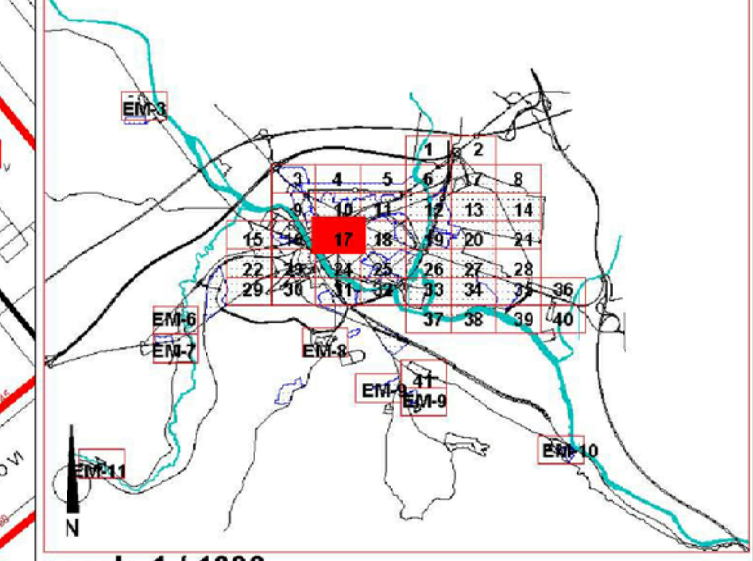 EM-3
1 2
3 4 5 6 7 8
9 10 11 12 13 14
15 16 17 18 19 20 21
22 23 24 25 26 27 28
29 30 31 32 33 34 35 36
37 38 39 40
EM-6
EM-7
EM-8
41
EM-9
EM-9
EM-10
EM-11
N
O VI